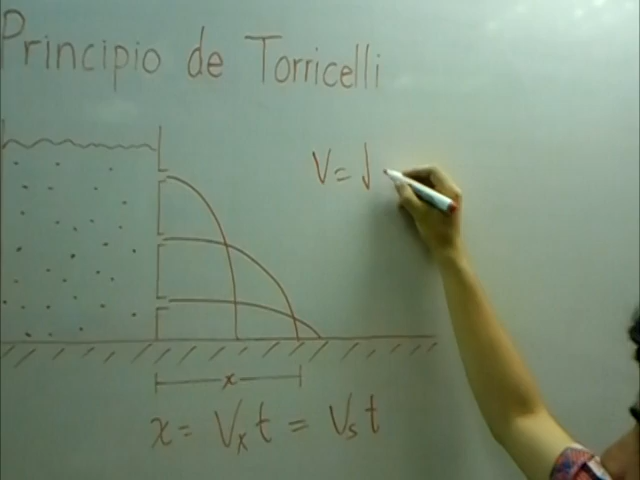 Principio de Torricelli
V = √
x
x = Vₓ t = Vₛ t